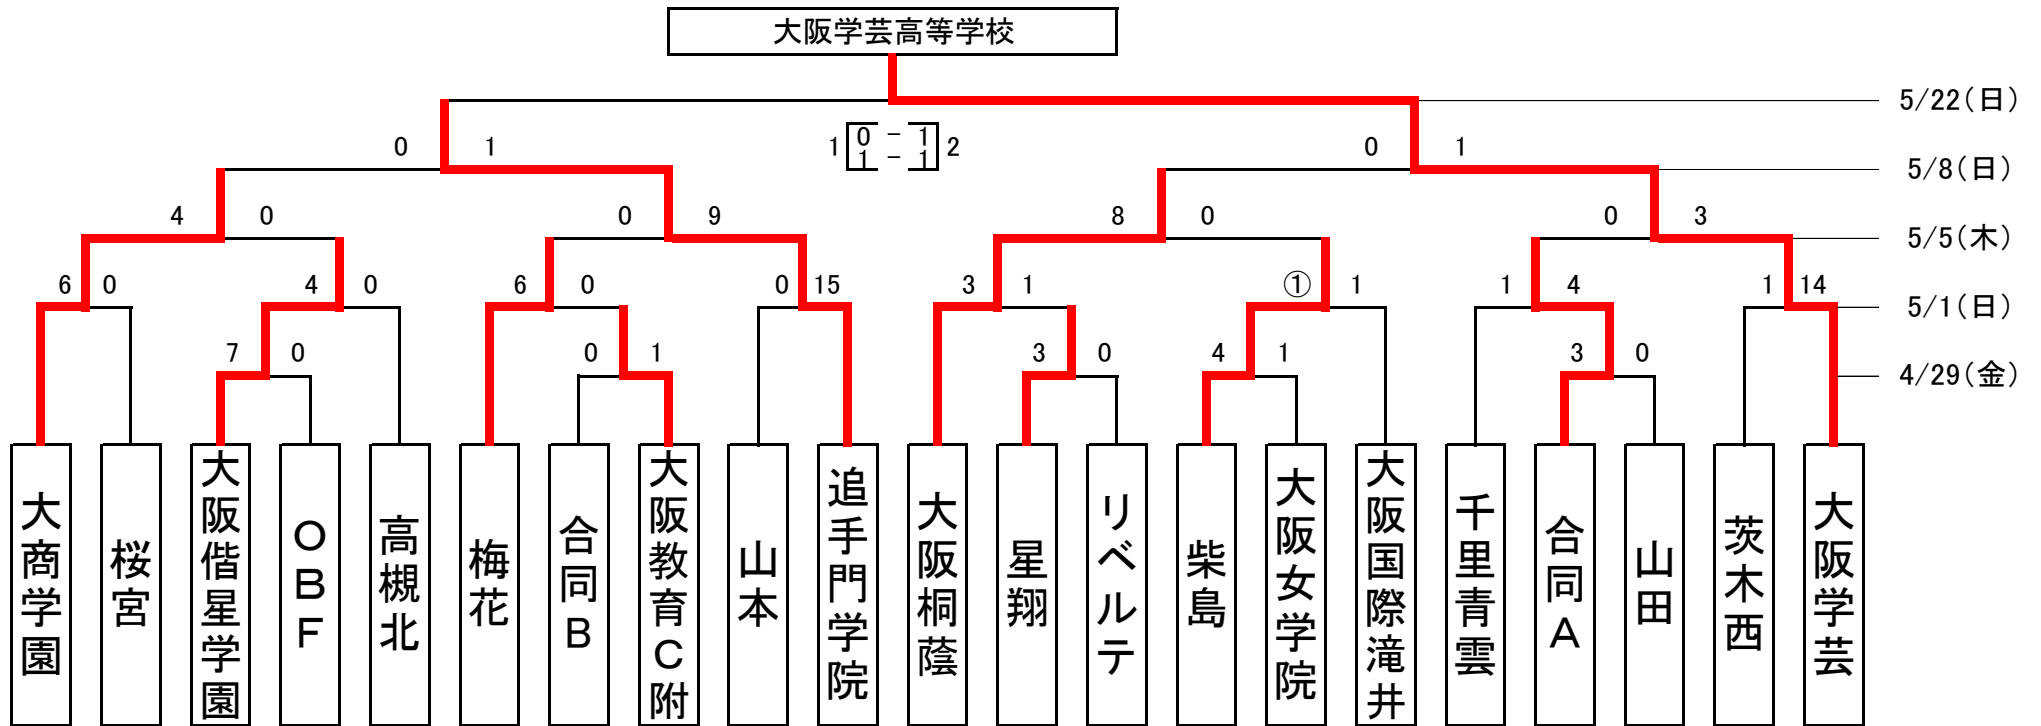 大阪学芸高等学校
5/22(日)
0 1 1 0 - 1 2 0 1
1 - 1
5/8(日)
4 0 0 9 8 0 0 3
5/5(木)
6 0 4 0 6 0 0 15 3 1 ① 1 1 4 1 14
5/1(日)
7 0 0 1 3 0 4 1 3 0
4/29(金)
大商学園
桜宮
大阪偕星学園
OBF
高槻北
梅花
合同B
大阪教育C附
山本
追手門学院
大阪桐蔭
星翔
リベルテ
柴島
大阪女学院
大阪国際滝井
千里青雲
合同A
山田
茨木西
大阪学芸